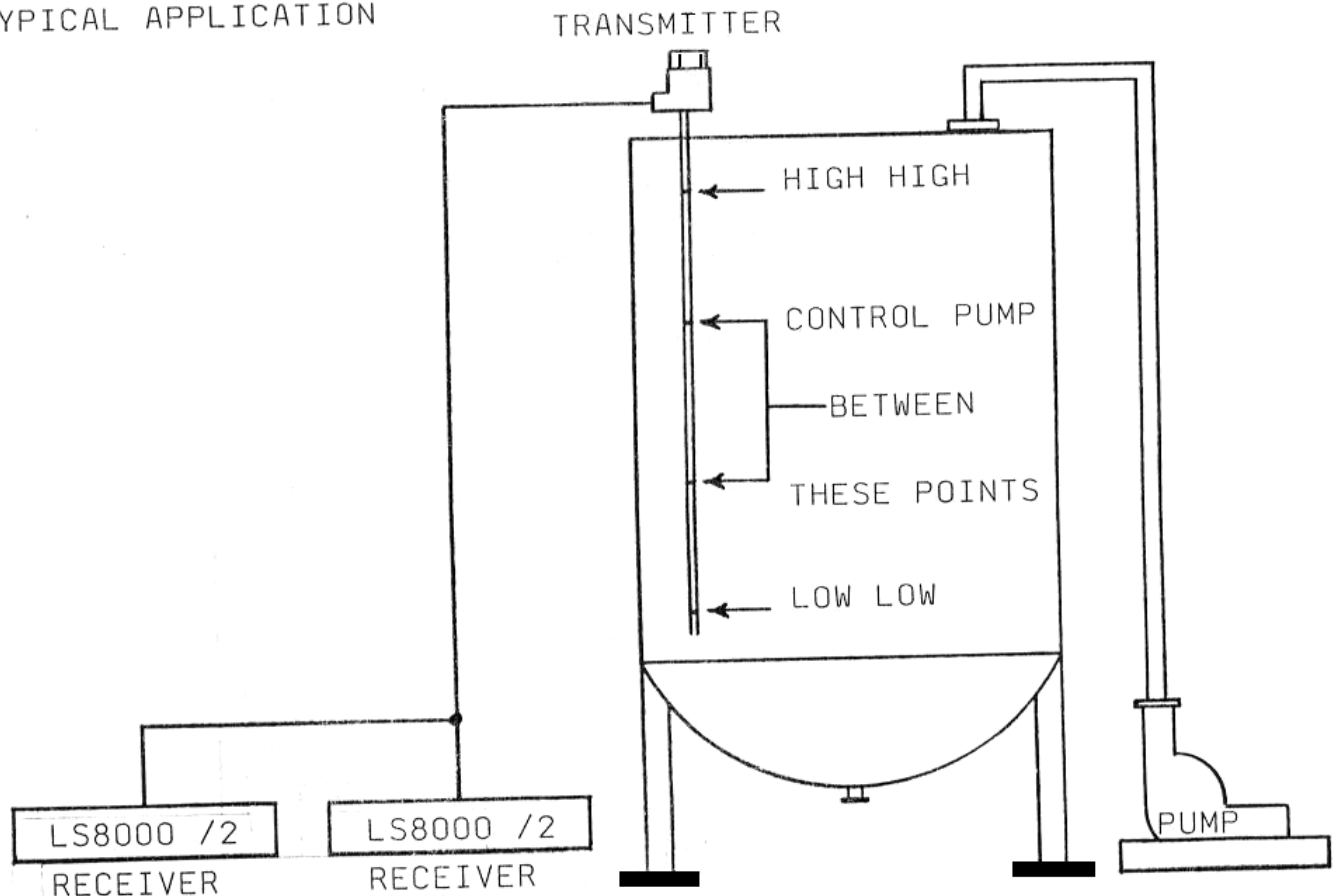 YPICAL APPLICATION
TRANSMITTER
HIGH HIGH
CONTROL PUMP
BETWEEN
THESE POINTS
LOW LOW
LS8000 /2
RECEIVER
LS8000 /2
RECEIVER
PUMP